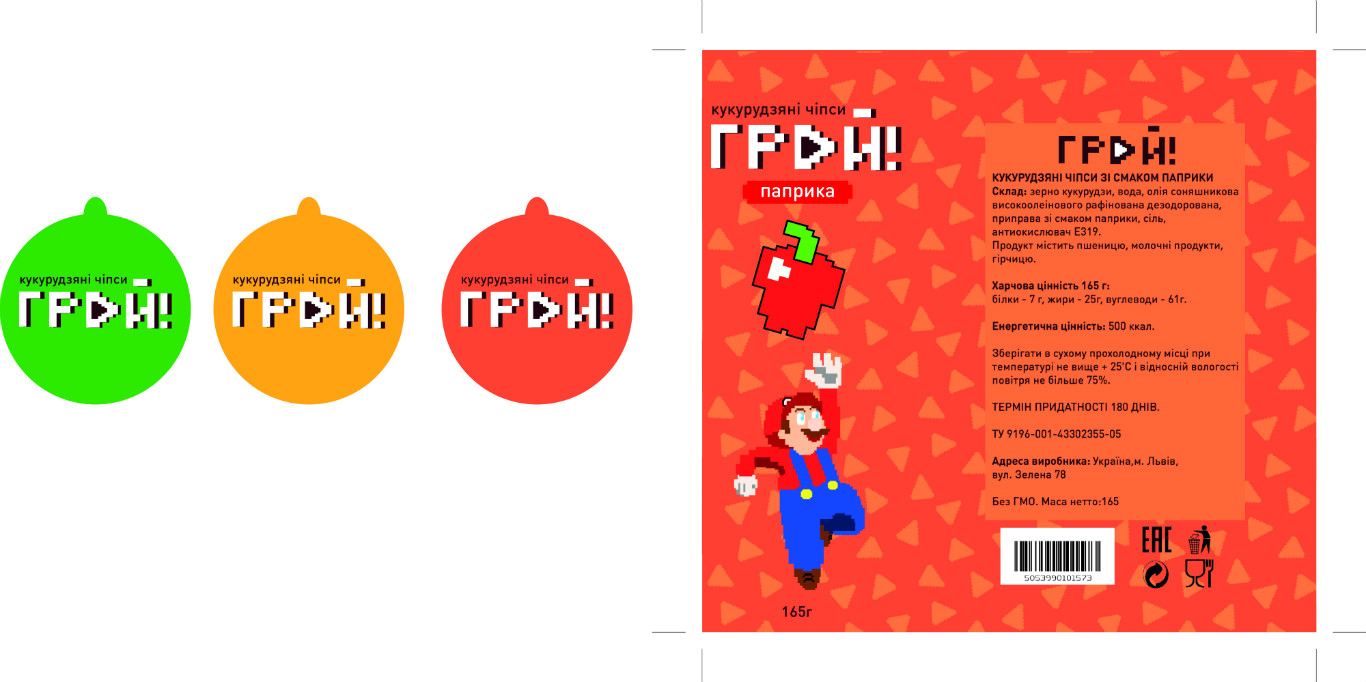 кукурудзяні чіпси
ГРАЙ!
кукурудзяні чіпси
ГРАЙ!
кукурудзяні чіпси
ГРАЙ!
кукурудзяні чіпси
ГРАЙ!
паприка
165г
ГРАЙ!
КУКУРУДЗЯНІ ЧІПСИ ЗІ СМАКОМ ПАПРИКИ
Склад: зерно кукурудзи, вода, олія соняшникова
високоолеінового рафінована дезодорована,
приправа зі смаком паприки, сіль,
антиокислювач Е319.
Продукт містить пшеницю, молочні продукти,
гірчицю.
Харчова цінність 165 г:
білки - 7 г, жири - 25г, вуглеводи - 61г.
Енергетична цінність: 500 ккал.
Зберігати в сухому прохолодному місці при
температурі не вище + 25'С і відносній вологості
повітря не більше 75%.
ТЕРМІН ПРИДАТНОСТІ 180 ДНІВ.
ТУ 9196-001-43302355-05
Адреса виробника: Україна,м. Львів,
вул. Зелена 78
Без ГМО. Маса нетто:165
5053990101573
EAC